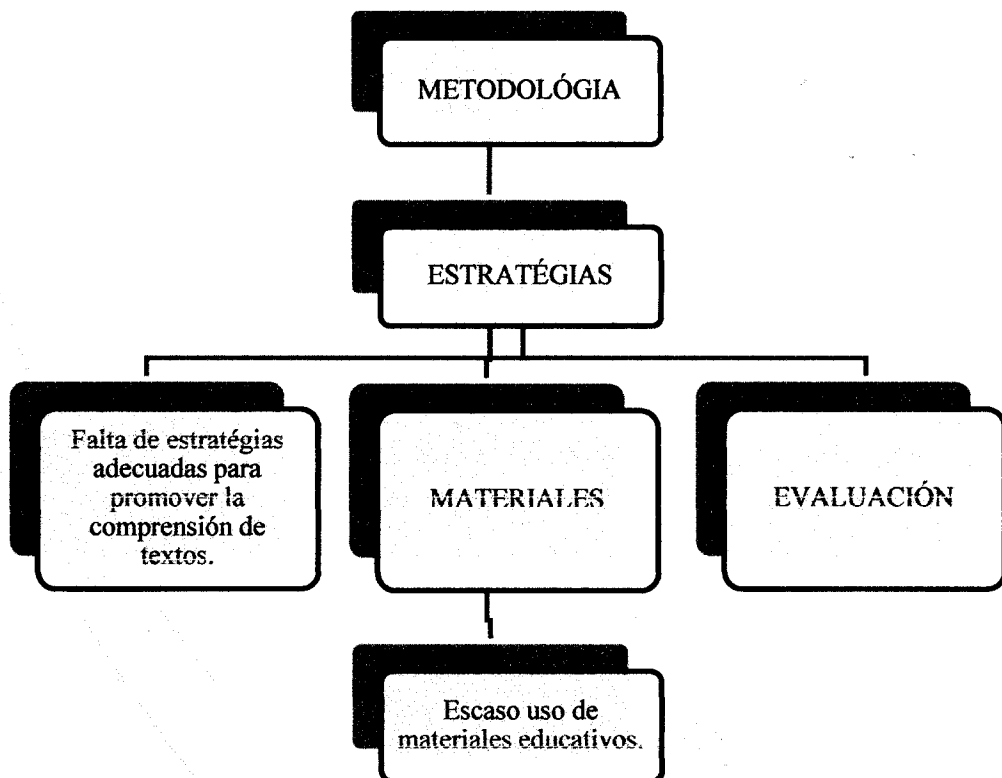 METODOLÓGIA
ESTRATÉGIAS
Falta de estratégias
adecuadas para
promover la
comprensión de
textos.
MATERIALES
EVALUACIÓN
Escaso uso de
materiales educativos.